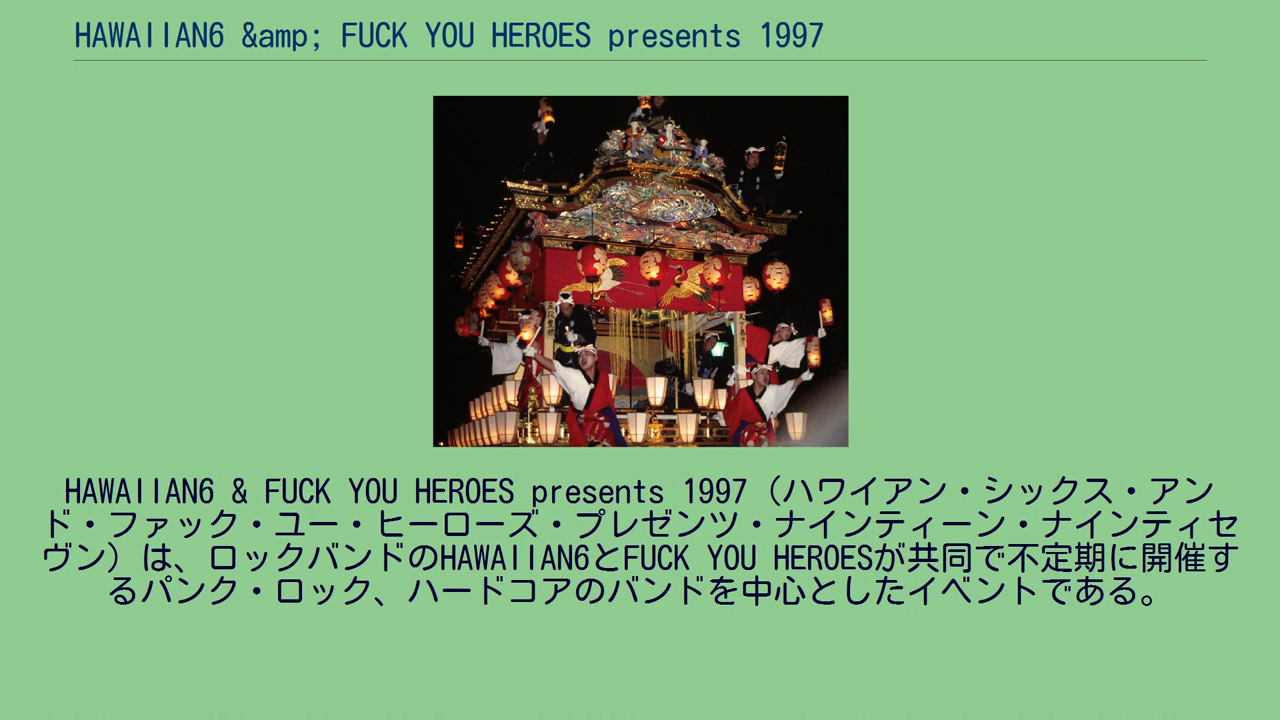 HAWAIIAN6 &amp; FUCK YOU HEROES presents 1997
HAWAIIAN6 & FUCK YOU HEROES presents 1997（ハワイアン・シックス・アン
ド・ファック・ユー・ヒーローズ・プレゼンツ・ナインティーン・ナインティセ
ヴン）は、ロックバンドのHAWAIIAN6とFUCK YOU HEROESが共同で不定期に開催す
るパンク・ロック、ハードコアのバンドを中心としたイベントである。